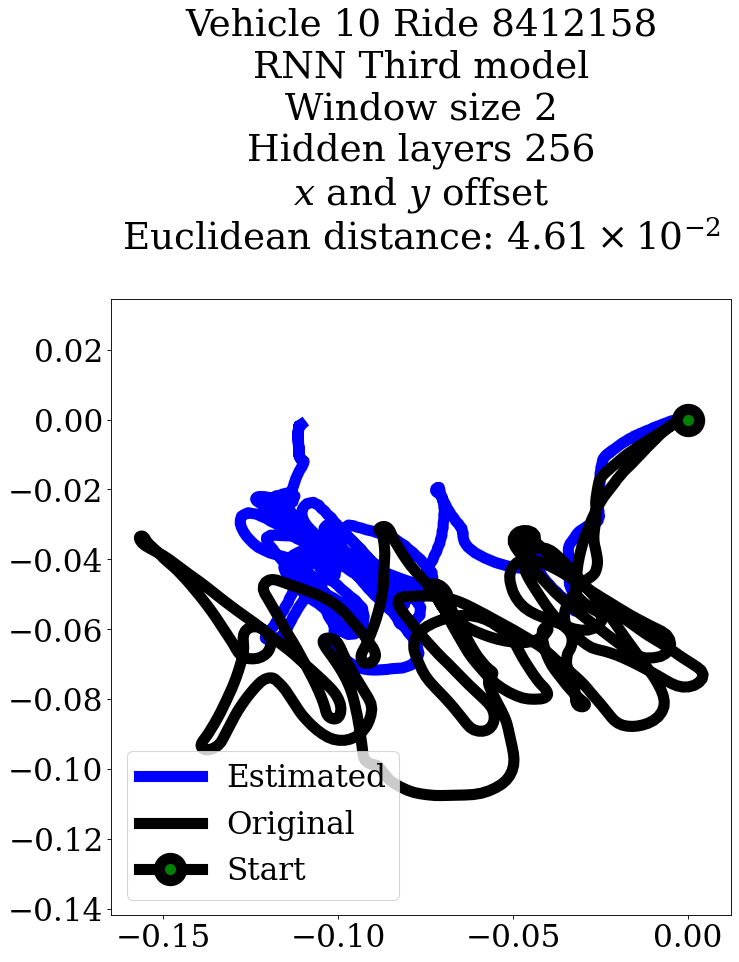 Vehicle 10 Ride 8412158
RNN Third model
Window size 2
Hidden layers 256
x and y offset
Euclidean distance: 4.61 × 10⁻²
0.02
0.00
−0.02
−0.04
−0.06
−0.08
−0.10
−0.12
−0.14
Estimated
Original
Start
−0.15
−0.10
−0.05
0.00